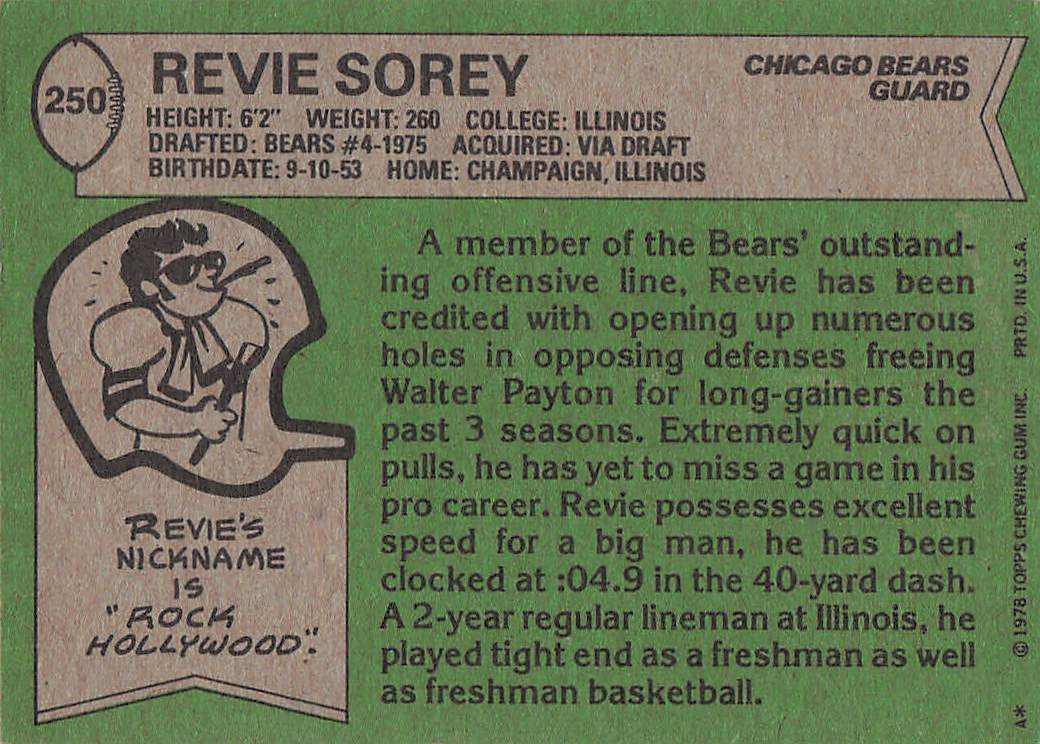 250
REVIE SOREY
CHICAGO BEARS
GUARD
HEIGHT: 6'2" WEIGHT: 260 COLLEGE: ILLINOIS
DRAFTED: BEARS #4-1975 ACQUIRED: VIA DRAFT
BIRTHDATE: 9-10-53 HOME: CHAMPAIGN, ILLINOIS
A member of the Bears' outstand-
ing offensive line, Revie has been
credited with opening up numerous
holes in opposing defenses freeing
Walter Payton for long-gainers the
past 3 seasons. Extremely quick on
pulls, he has yet to miss a game in his
pro career. Revie possesses excellent
speed for a big man, he has been
clocked at :04.9 in the 40-yard dash.
A 2-year regular lineman at Illinois, he
played tight end as a freshman as well
as freshman basketball.
REVIE'S
NICKNAME
IS
"ROCK
HOLLYWOOD".
A* © 1978 TOPPS CHEWING GUM INC. PRTD. IN U.S.A.